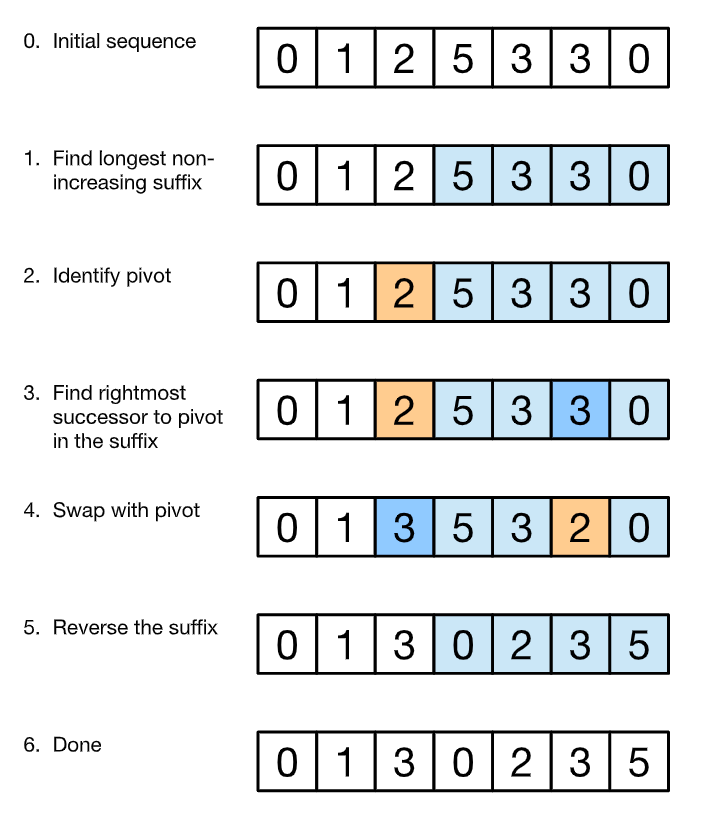 0. Initial sequence
0 1 2 5 3 3 0
1. Find longest non-
increasing suffix
0 1 2 5 3 3 0
2. Identify pivot
0 1 2 5 3 3 0
3. Find rightmost
successor to pivot
in the suffix
0 1 2 5 3 3 0
4. Swap with pivot
0 1 3 5 3 2 0
5. Reverse the suffix
0 1 3 0 2 3 5
6. Done
0 1 3 0 2 3 5